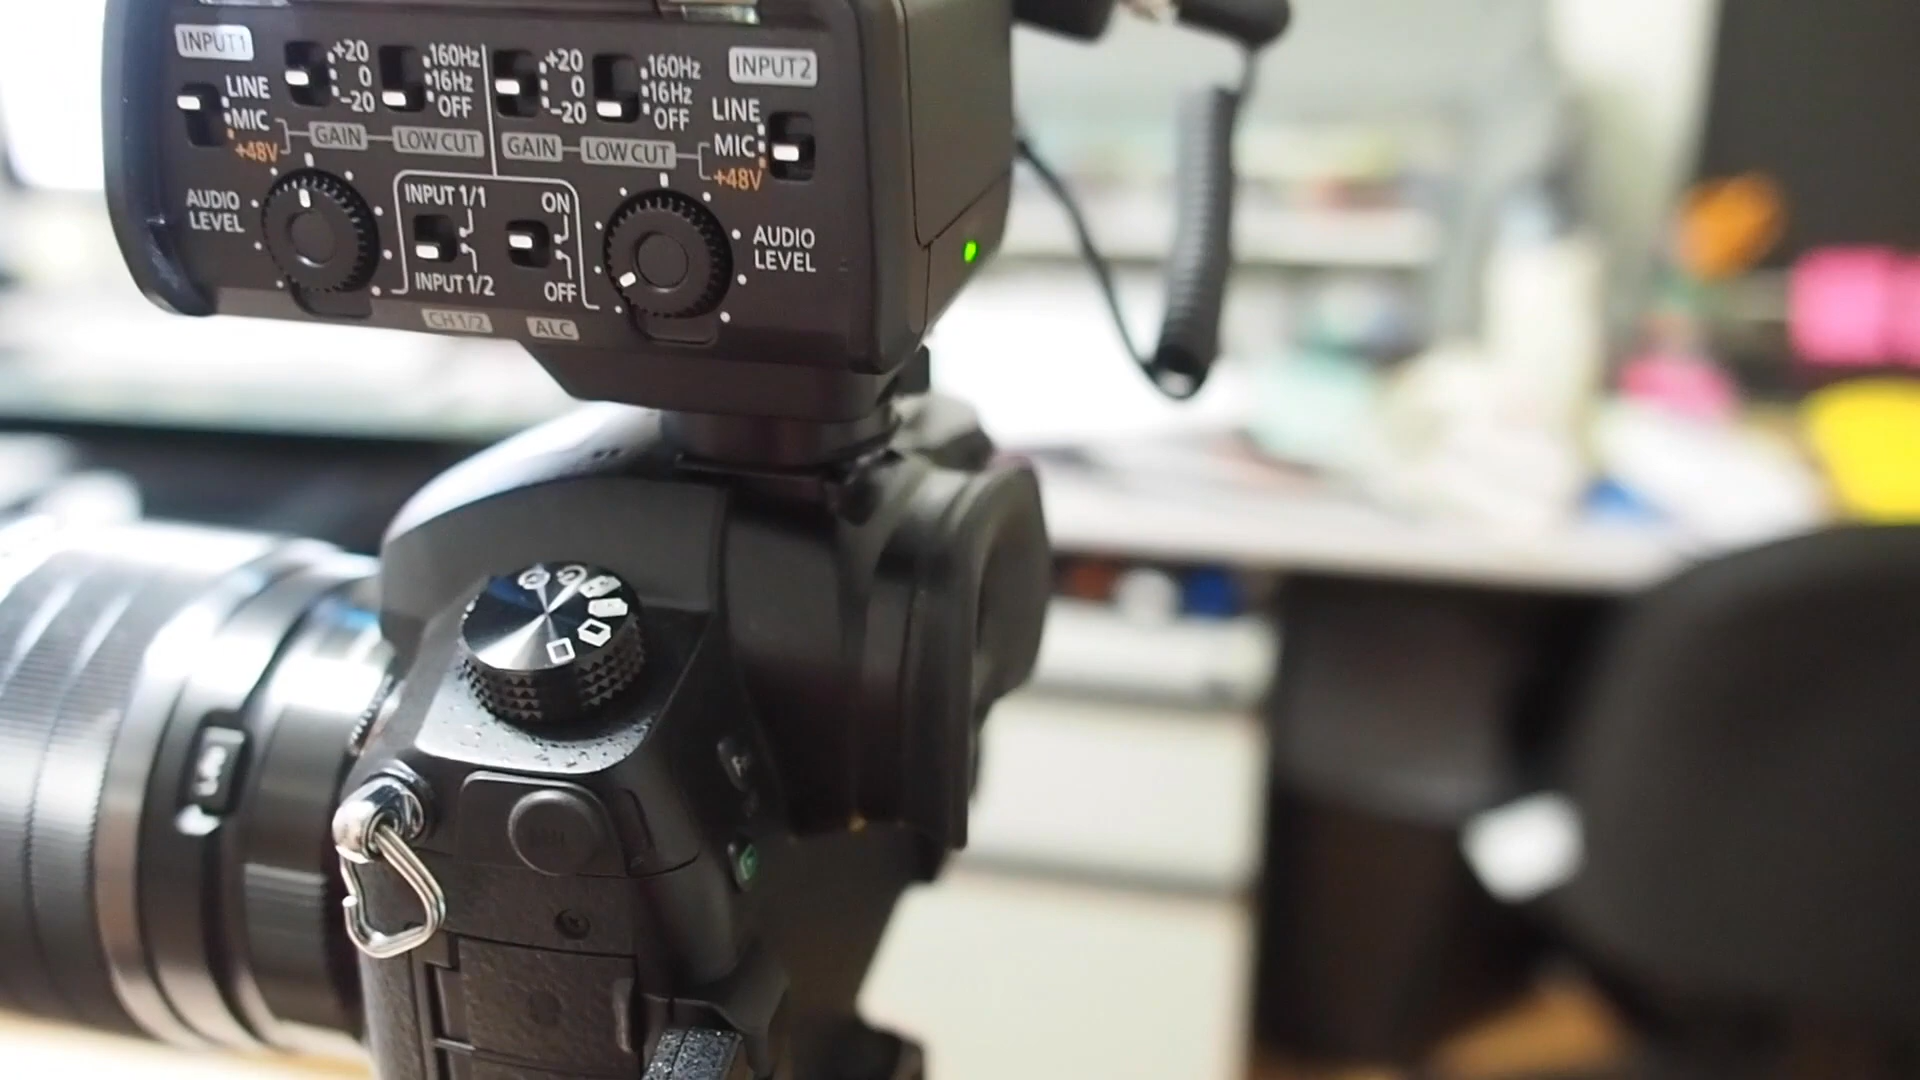 INPUT1
+20
0
-20
160Hz
16Hz
OFF
+20
0
-20
160Hz
16Hz
OFF
INPUT2
LINE
MIC
+48V
GAIN
LOW CUT
GAIN
LOW CUT
LINE
MIC
+48V
AUDIO
LEVEL
INPUT 1/1
INPUT 1/2
ON
OFF
AUDIO
LEVEL
CH 1/2
ALC